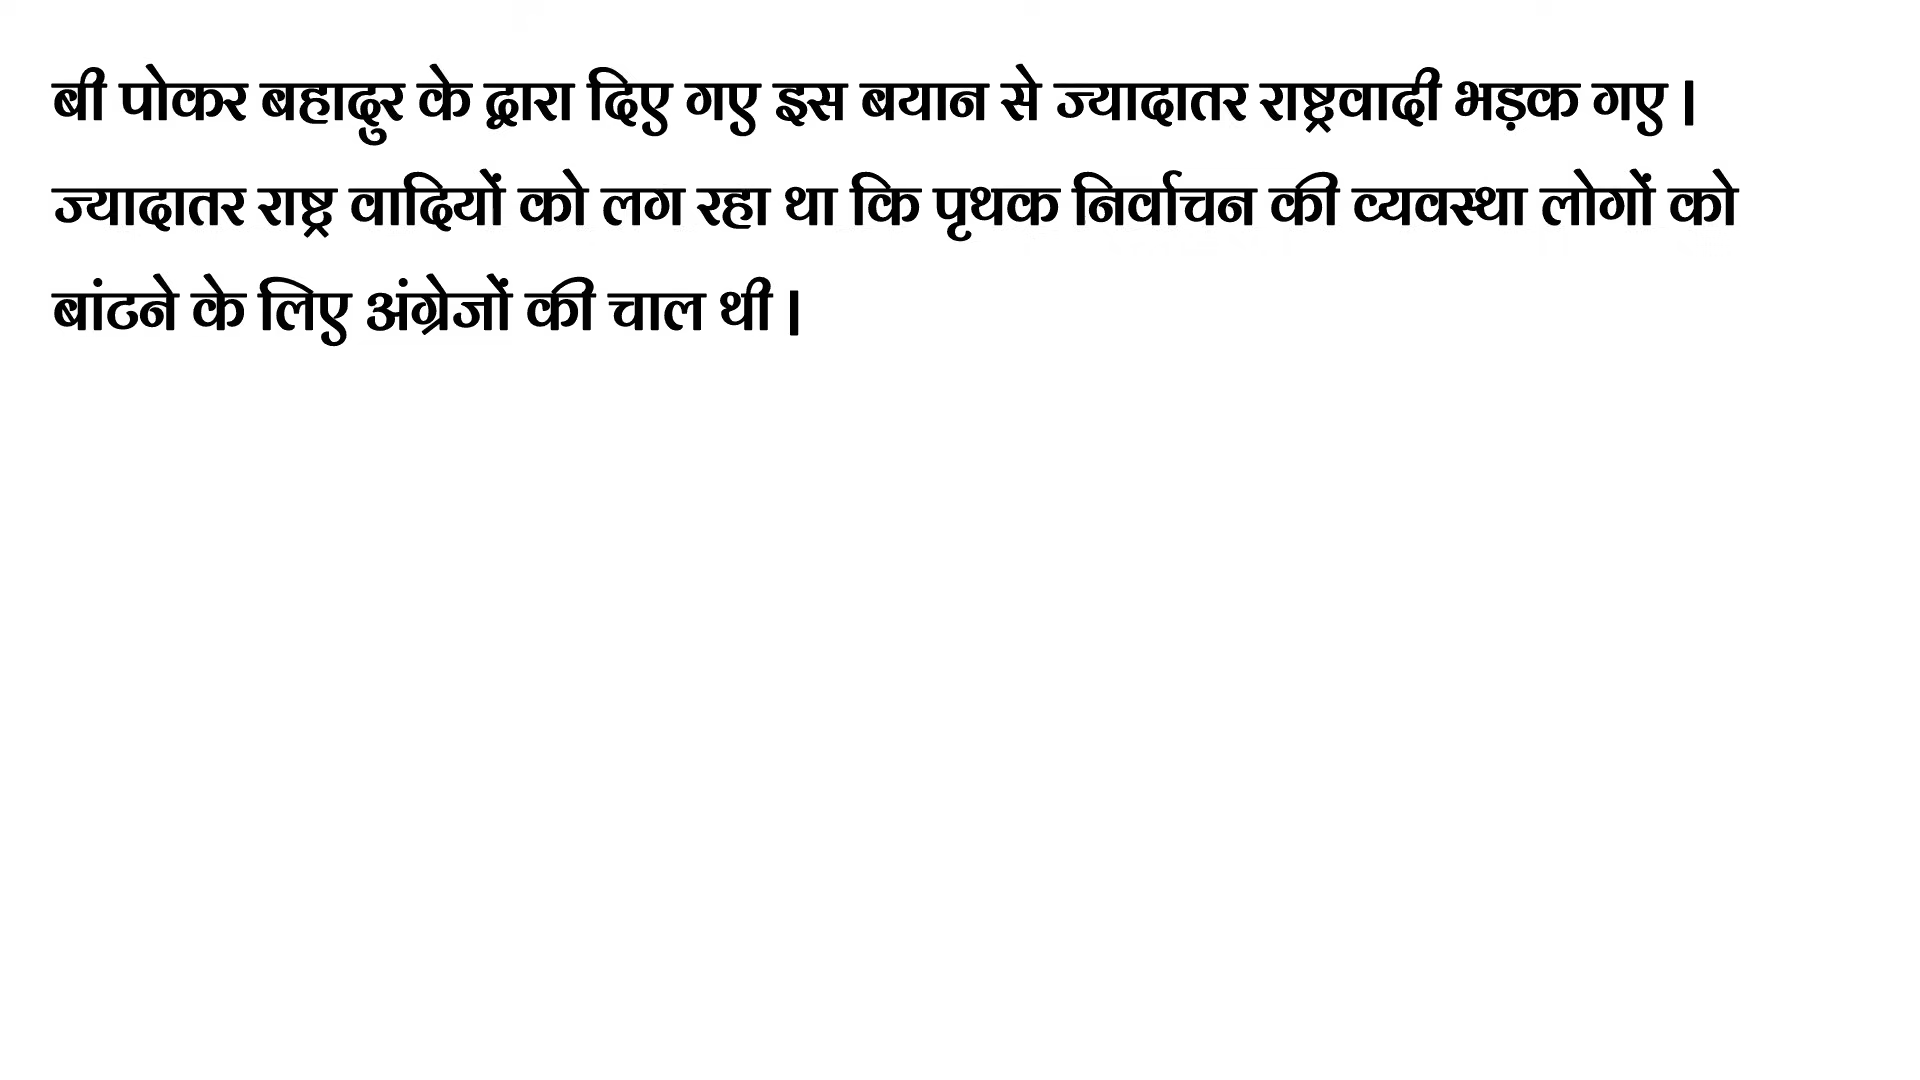 बी पोकर बहादुर के द्वारा दिए गए इस बयान से ज्यादातर राष्ट्रवादी भड़क गए।
ज्यादातर राष्ट्र वादियों को लग रहा था कि पृथक निर्वाचन की व्यवस्था लोगों को
बांटने के लिए अंग्रेजों की चाल थी।